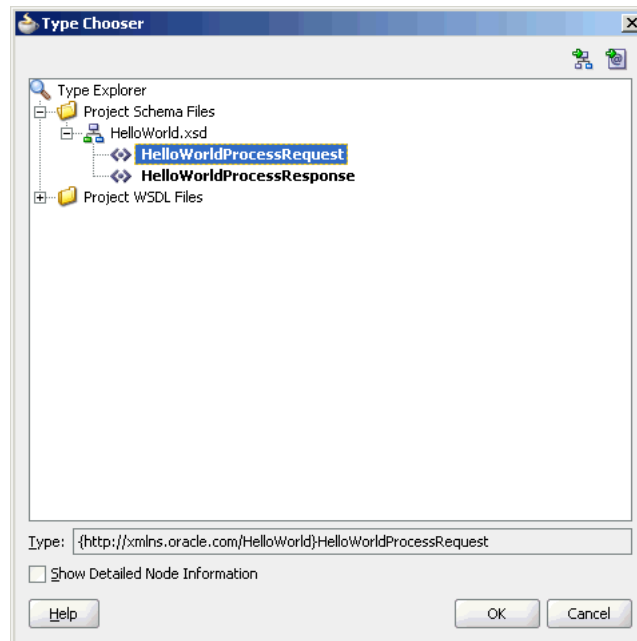 Type Chooser
Type Explorer
Project Schema Files
HelloWorld.xsd
HelloWorldProcessRequest
HelloWorldProcessResponse
Project WSDL Files
Type: {http://xmlns.oracle.com/HelloWorld}HelloWorldProcessRequest
Show Detailed Node Information
Help OK Cancel